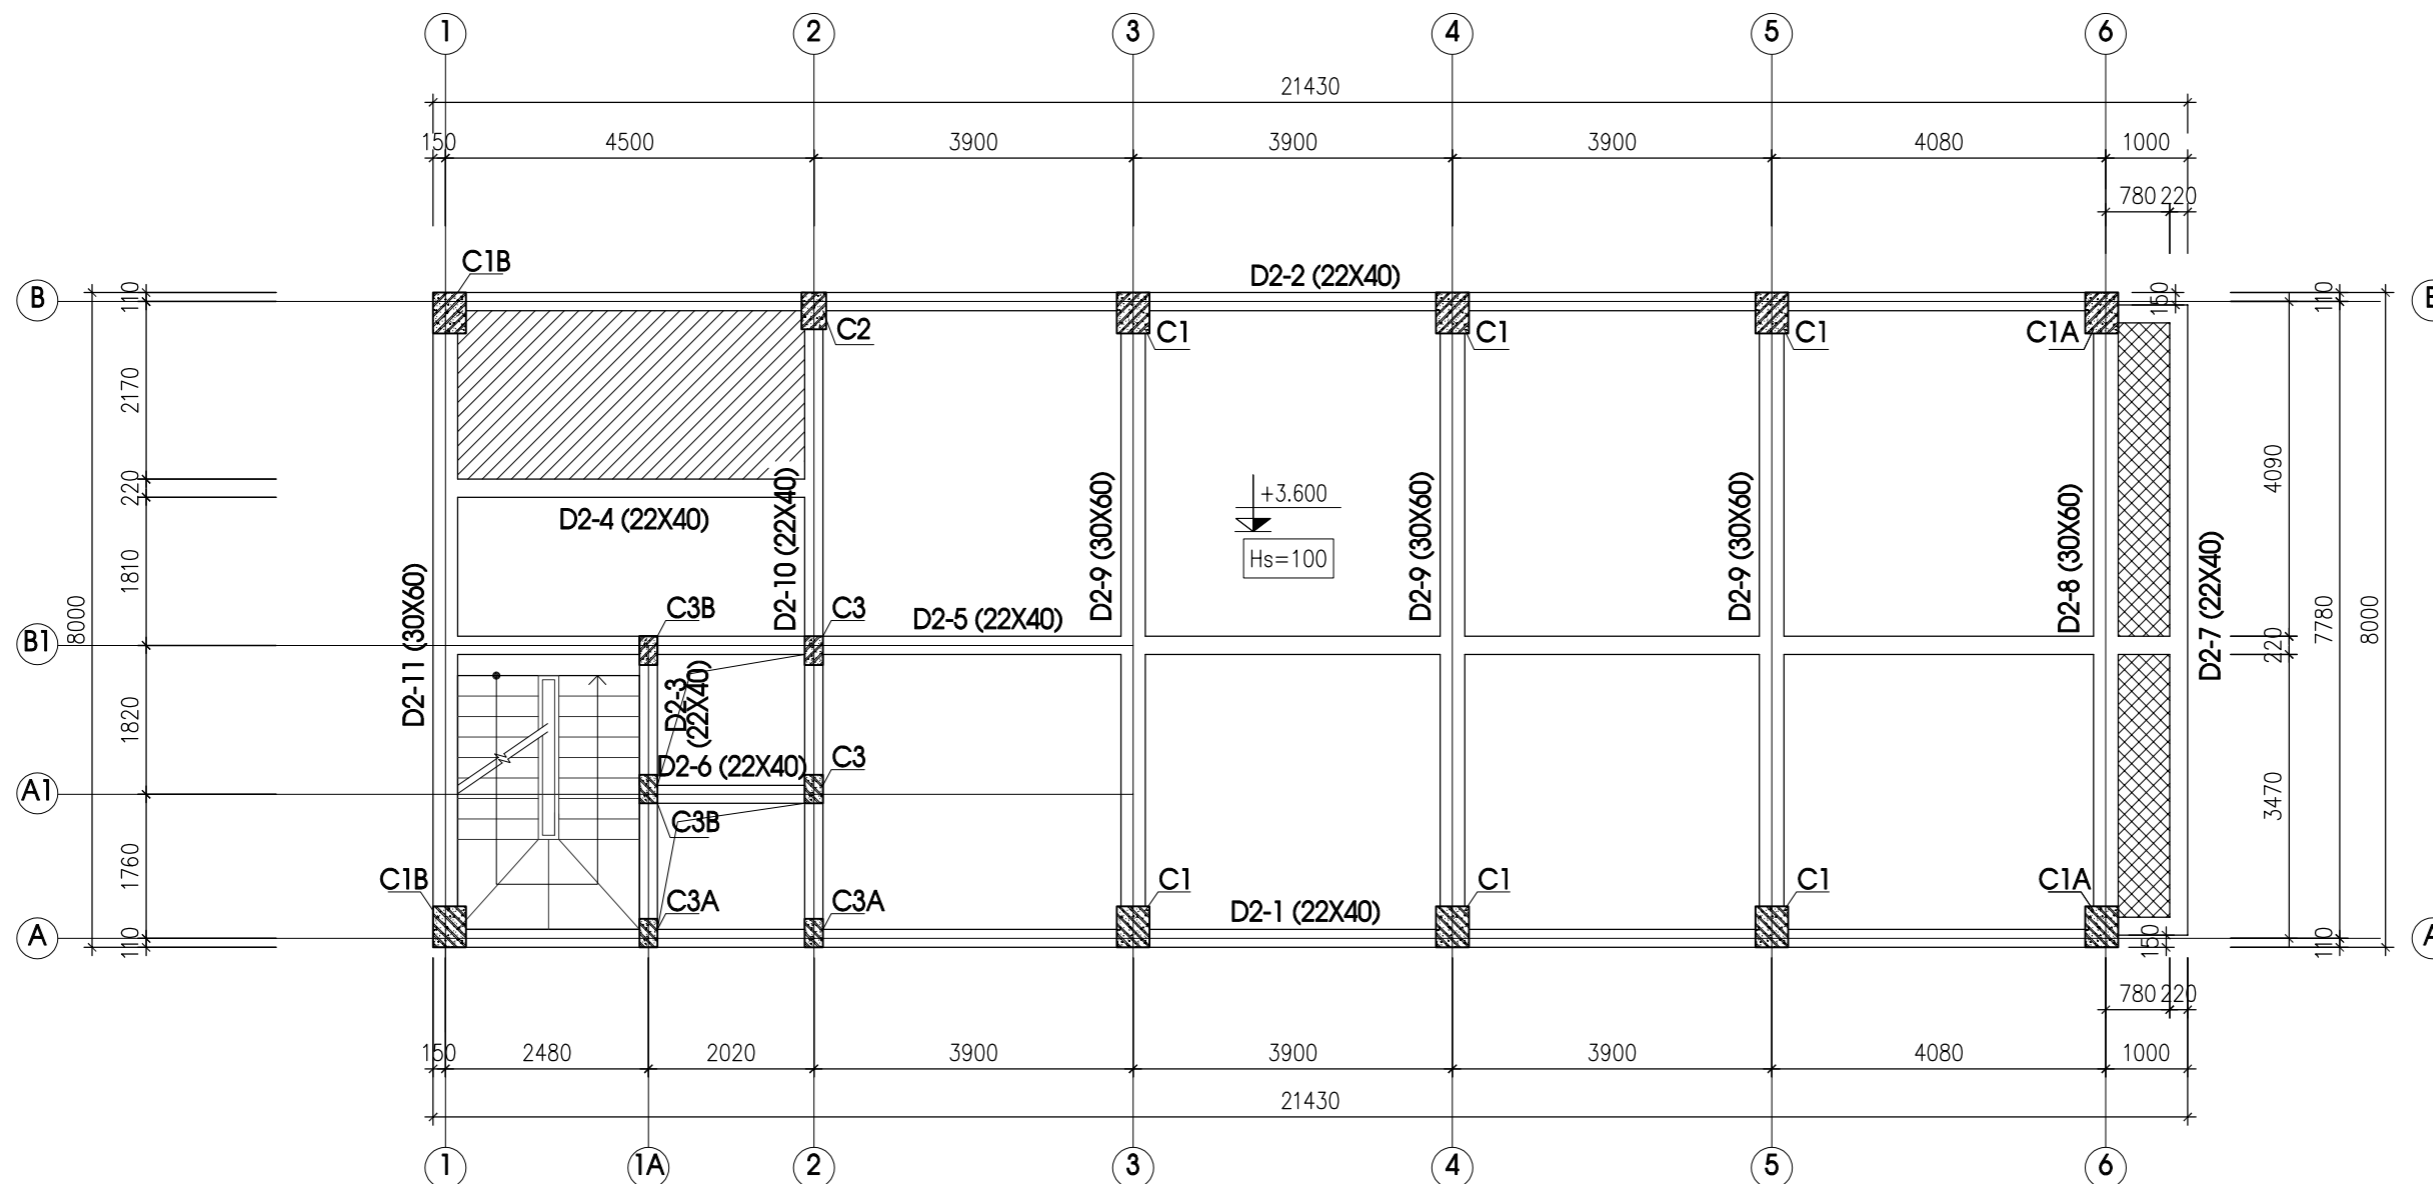 1 2 3 4 5 6
21430
150 4500 3900 3900 3900 4080 1000
780 220
C1B
D2-2 (22X40)
B
110
150
110
C2
C1
C1
C1
C1A
2170
220
1810
8000
D2-4 (22X40)
D2-10 (22X40)
D2-9 (30X60)
+3.600
Hs=100
D2-9 (30X60)
D2-9 (30X60)
D2-8 (30X60)
D2-7 (22X40)
4090
7780
8000
220
D2-11 (30X60)
C3B
C3
D2-5 (22X40)
B1
1820
D2-3
(22X40)
D2-6 (22X40)
C3
A1
C3B
1760
3470
C1B
C3A
C3A
C1
D2-1 (22X40)
C1
C1
C1A
A
110
150
110
780 220
150 2480 2020 3900 3900 3900 4080 1000
21430
1 1A 2 3 4 5 6